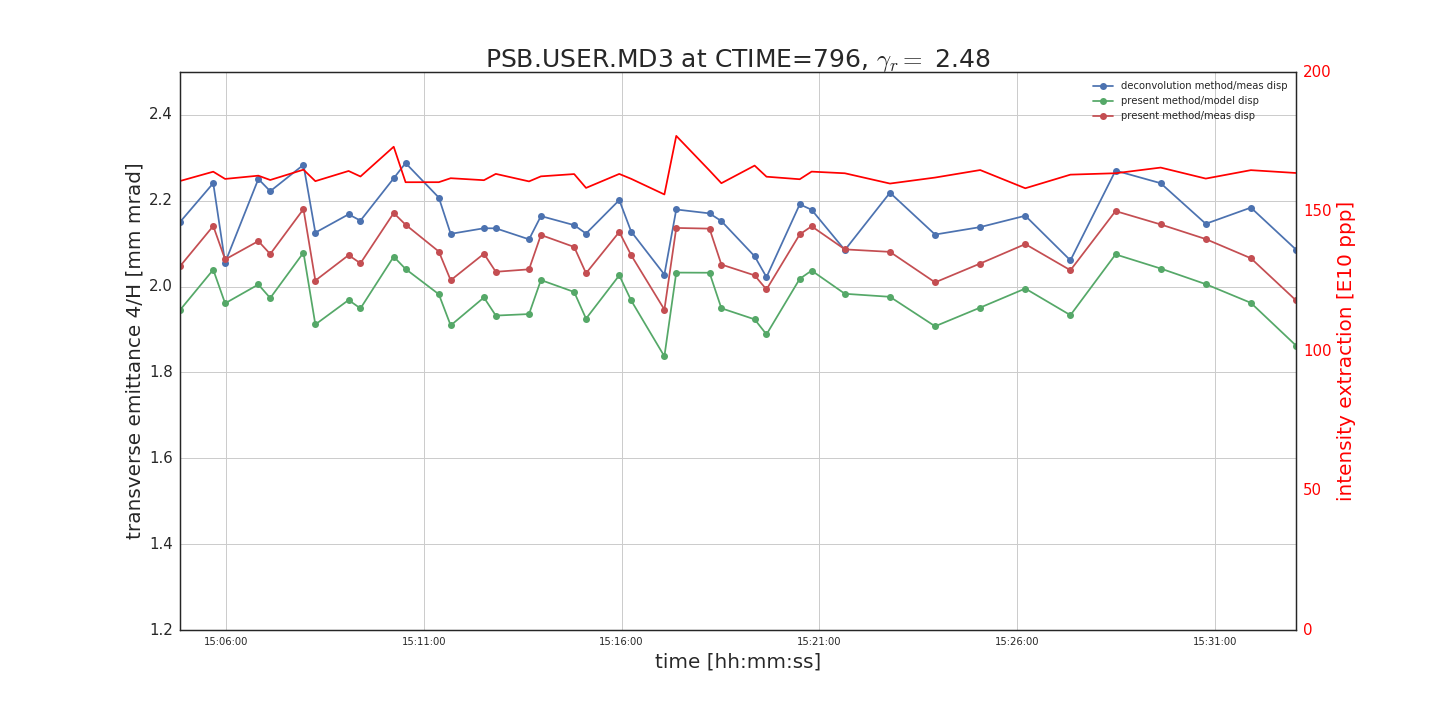 PSB.USER.MD3 at CTIME=796, γr = 2.48
deconvolution method/meas disp
present method/model disp
present method/meas disp
transverse emittance 4/H [mm mrad]
2.4
2.2
2.0
1.8
1.6
1.4
1.2
200
150
100
50
0
intensity extraction [E10 ppp]
15:06:00 15:11:00 15:16:00 15:21:00 15:26:00 15:31:00
time [hh:mm:ss]